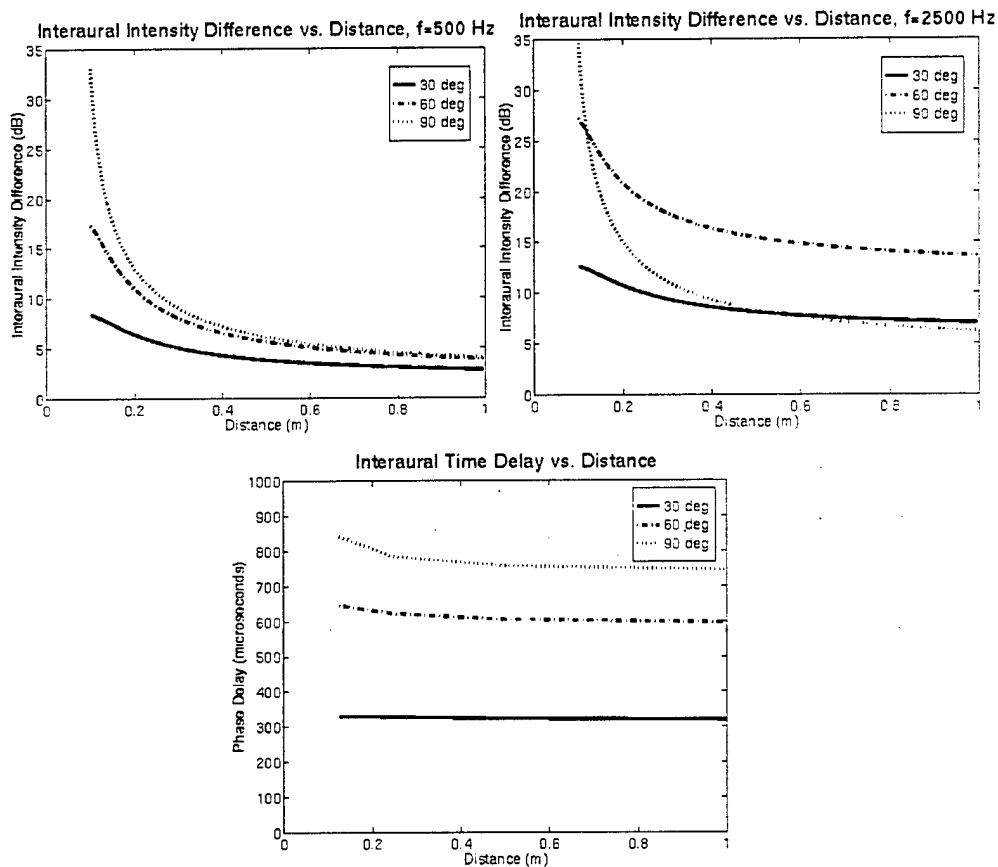 Interaural Intensity Difference vs. Distance, f=500 Hz
35
30
25
20
15
10
5
0
Interaural Intensity Difference (dB)
30 deg
60 deg
90 deg
0 0.2 0.4 0.6 0.8 1
Distance (m)
Interaural Intensity Difference vs. Distance, f=2500 Hz
35
30
25
20
15
10
5
0
Interaural Intensity Difference (dB)
30 deg
60 deg
90 deg
0 0.2 0.4 0.6 0.8 1
Distance (m)
Interaural Time Delay vs. Distance
1000
900
800
700
600
500
400
300
200
100
0
Phase Delay (microseconds)
30 deg
60 deg
90 deg
0 0.2 0.4 0.6 0.8 1
Distance (m)